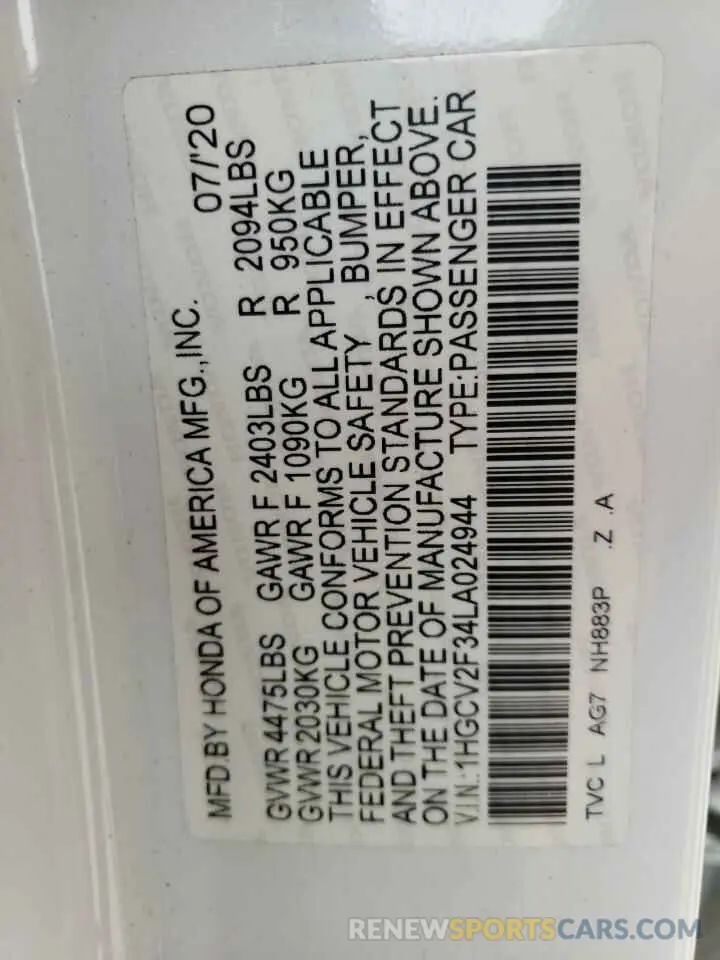 MFD.BY HONDA OF AMERICA MFG.,INC. 07/'20
GVWR 4475LBS GAWR F 2403LBS R 2094LBS
GVWR 2030KG GAWR F 1090KG R 950KG
THIS VEHICLE CONFORMS TO ALL APPLICABLE
FEDERAL MOTOR VEHICLE SAFETY , BUMPER,
AND THEFT PREVENTION STANDARDS IN EFFECT
ON THE DATE OF MANUFACTURE SHOWN ABOVE.
V.I.N.:1HGCV2F34LA024944 TYPE:PASSENGER CAR
TVC L AG7 NH883P .Z .A
RENEWSPORTSCARS.COM